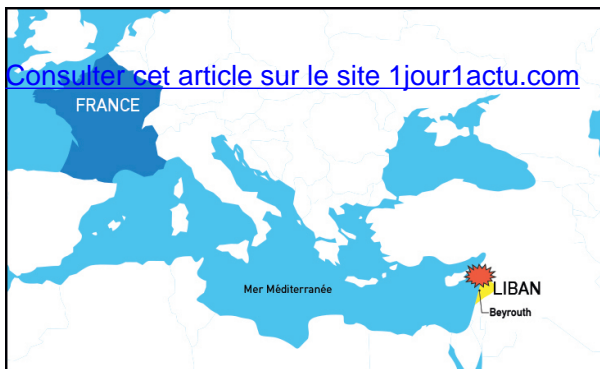 Consulter cet article sur le site 1jour1actu.com
FRANCE
Mer Méditerranée
LIBAN
Beyrouth